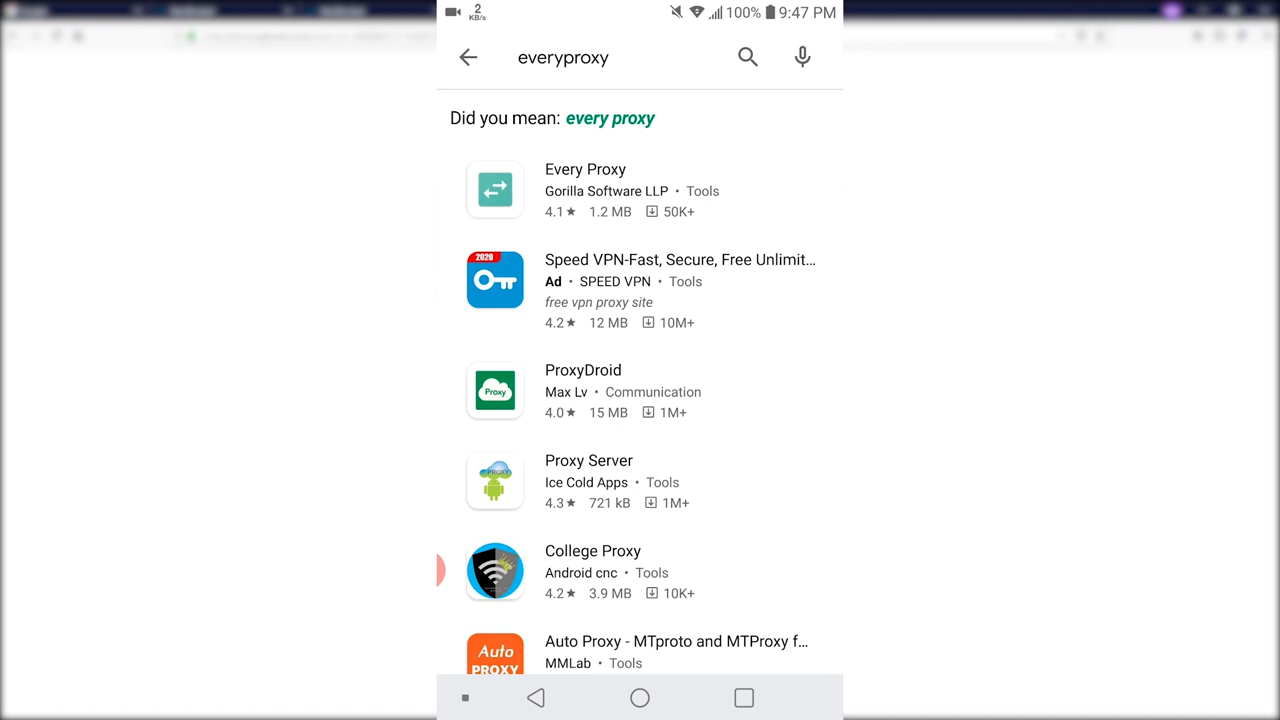 2
KB/s
100% 9:47 PM
everyproxy
Did you mean: every proxy
Every Proxy
Gorilla Software LLP • Tools
4.1★ 1.2 MB 50K+
2020
Speed VPN-Fast, Secure, Free Unlimit...
Ad • SPEED VPN • Tools
free vpn proxy site
4.2★ 12 MB 10M+
ProxyDroid
Proxy
Max Lv • Communication
4.0★ 15 MB 1M+
Proxy Server
PROXY
Ice Cold Apps • Tools
4.3★ 721 kB 1M+
College Proxy
Android cnc • Tools
4.2★ 3.9 MB 10K+
Auto Proxy - MTproto and MTProxy f...
Auto
PROXY
MMLab • Tools